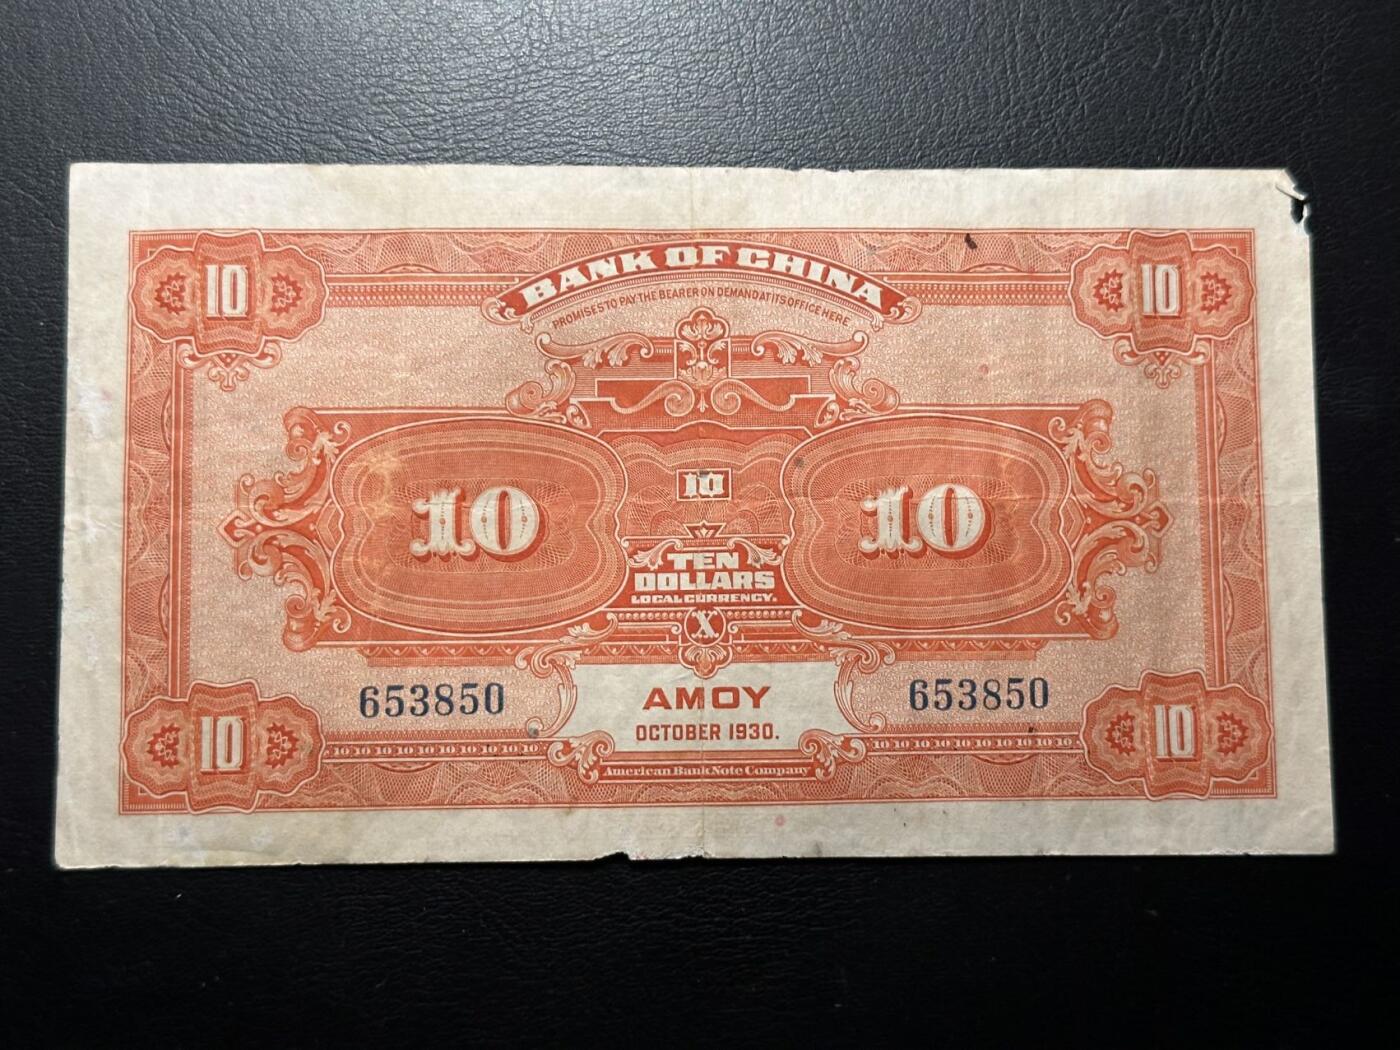 10 10
BANK OF CHINA
PROMISES TO PAY THE BEARER ON DEMAND AT ITS OFFICE HERE
10
10 10
TEN
DOLLARS
LOCAL CURRENCY.
X
653850 AMOY 653850
OCTOBER 1930.
10 10
10 10 10 10 10 10 10 10 10 10 10 10 10 10 10 10 10 10 10 10
American Bank Note Company